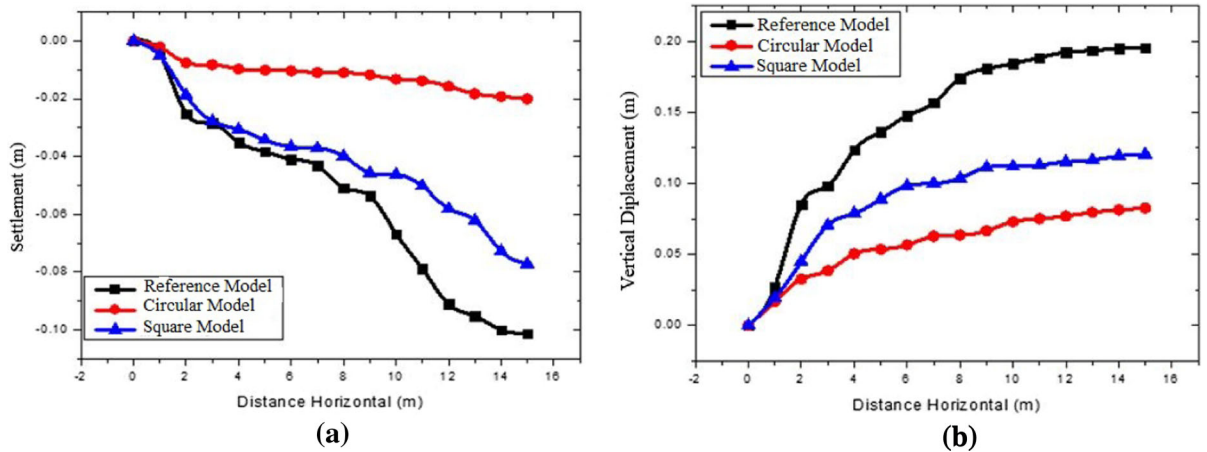 0.00
-0.02
-0.04
-0.06
-0.08
-0.10
Settlement (m)
Reference Model
Circular Model
Square Model
-2 0 2 4 6 8 10 12 14 16
Distance Horizontal (m)
(a)
0.20
0.15
0.10
0.05
0.00
Vertical Diplacement (m)
Reference Model
Circular Model
Square Model
-2 0 2 4 6 8 10 12 14 16
Distance Horizontal (m)
(b)